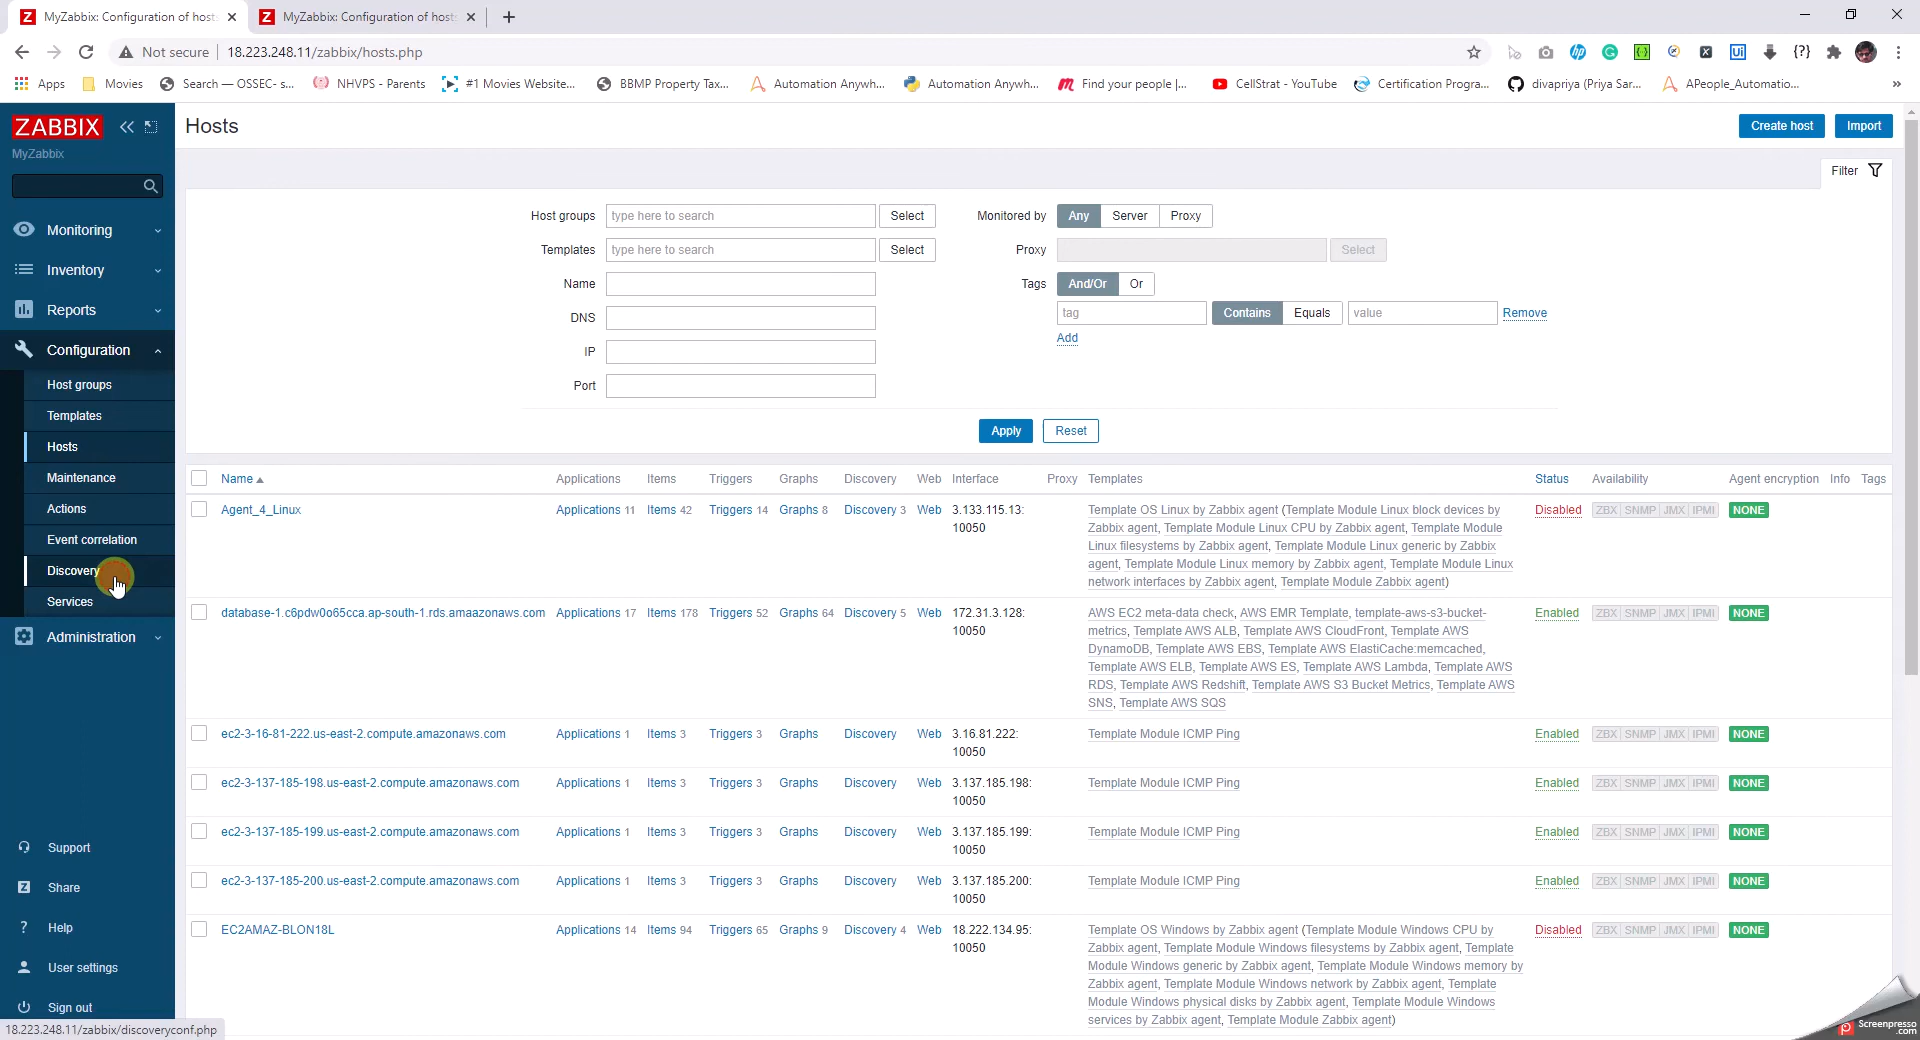 MyZabbix: Configuration of hosts
MyZabbix: Configuration of hosts
Not secure 18.223.248.11/zabbix/hosts.php
Apps
Movies
Search — OSSEC- s...
NHVPS - Parents
#1 Movies Website...
BBMP Property Tax...
Automation Anywh...
Automation Anywh...
Find your people |...
CellStrat - YouTube
Certification Progra...
divapriya (Priya Sar...
APeople_Automatio...
»
ZABBIX
MyZabbix
Monitoring
Inventory
Reports
Configuration
Host groups
Templates
Hosts
Maintenance
Actions
Event correlation
Discovery
Services
Administration
Support
Share
Help
User settings
Sign out
18.223.248.11/zabbix/discoveryconf.php
Hosts
Create host
Import
Filter
Host groups type here to search Select
Templates type here to search Select
Name
DNS
IP
Port
Monitored by Any Server Proxy
Proxy Select
Tags And/Or Or
tag Contains Equals value Remove
Add
Apply Reset
Name Applications Items Triggers Graphs Discovery Web Interface Proxy Templates Status Availability Agent encryption Info Tags
Agent_4_Linux Applications 11 Items 42 Triggers 14 Graphs 8 Discovery 3 Web 3.133.115.13: Template OS Linux by Zabbix agent (Template Module Linux block devices by Disabled ZBX SNMP JMX IPMI NONE
10050 Zabbix agent, Template Module Linux CPU by Zabbix agent, Template Module
Linux filesystems by Zabbix agent, Template Module Linux generic by Zabbix
agent, Template Module Linux memory by Zabbix agent, Template Module Linux
network interfaces by Zabbix agent, Template Module Zabbix agent)
database-1.c6pdw0o65cca.ap-south-1.rds.amaazonaws.com Applications 17 Items 178 Triggers 52 Graphs 64 Discovery 5 Web 172.31.3.128: AWS EC2 meta-data check, AWS EMR Template, template-aws-s3-bucket- Enabled ZBX SNMP JMX IPMI NONE
10050 metrics, Template AWS ALB, Template AWS CloudFront, Template AWS
DynamoDB, Template AWS EBS, Template AWS ElastiCache:memcached,
Template AWS ELB, Template AWS ES, Template AWS Lambda, Template AWS
RDS, Template AWS Redshift, Template AWS S3 Bucket Metrics, Template AWS
SNS, Template AWS SQS
ec2-3-16-81-222.us-east-2.compute.amazonaws.com Applications 1 Items 3 Triggers 3 Graphs Discovery Web 3.16.81.222: Template Module ICMP Ping Enabled ZBX SNMP JMX IPMI NONE
10050
ec2-3-137-185-198.us-east-2.compute.amazonaws.com Applications 1 Items 3 Triggers 3 Graphs Discovery Web 3.137.185.198: Template Module ICMP Ping Enabled ZBX SNMP JMX IPMI NONE
10050
ec2-3-137-185-199.us-east-2.compute.amazonaws.com Applications 1 Items 3 Triggers 3 Graphs Discovery Web 3.137.185.199: Template Module ICMP Ping Enabled ZBX SNMP JMX IPMI NONE
10050
ec2-3-137-185-200.us-east-2.compute.amazonaws.com Applications 1 Items 3 Triggers 3 Graphs Discovery Web 3.137.185.200: Template Module ICMP Ping Enabled ZBX SNMP JMX IPMI NONE
10050
EC2AMAZ-BLON18L Applications 14 Items 94 Triggers 65 Graphs 9 Discovery 4 Web 18.222.134.95: Template OS Windows by Zabbix agent (Template Module Windows CPU by Disabled ZBX SNMP JMX IPMI NONE
10050 Zabbix agent, Template Module Windows filesystems by Zabbix agent, Template
Module Windows generic by Zabbix agent, Template Module Windows memory by
Zabbix agent, Template Module Windows network by Zabbix agent, Template
Module Windows physical disks by Zabbix agent, Template Module Windows
services by Zabbix agent, Template Module Zabbix agent)
Screenpresso
.com